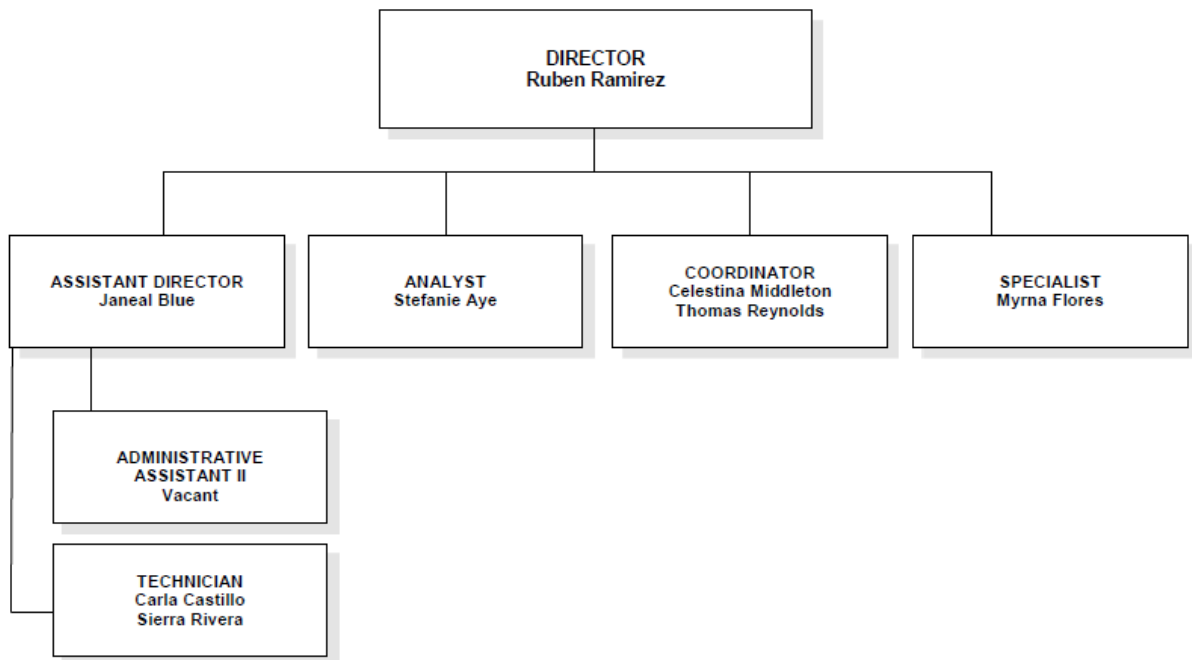 DIRECTOR
Ruben Ramirez
ASSISTANT DIRECTOR
Janeal Blue
ANALYST
Stefanie Aye
COORDINATOR
Celestina Middleton
Thomas Reynolds
SPECIALIST
Myrna Flores
ADMINISTRATIVE
ASSISTANT II
Vacant
TECHNICIAN
Carla Castillo
Sierra Rivera